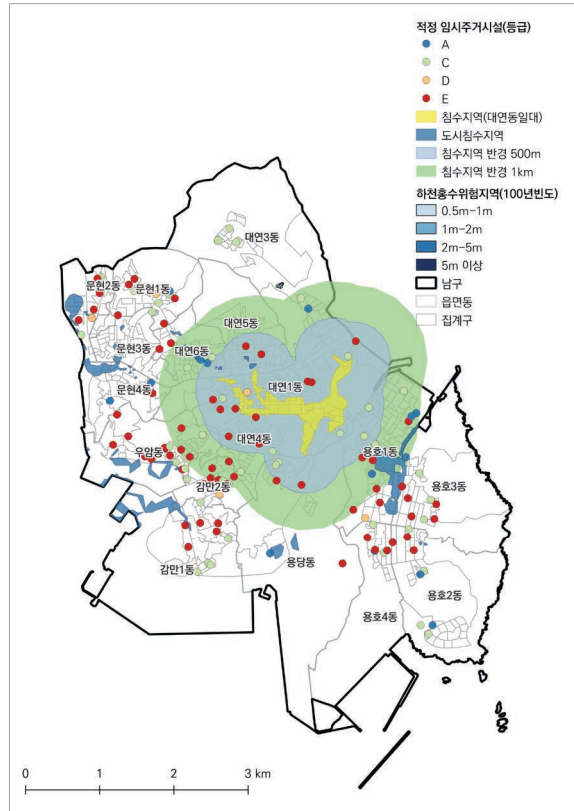 적정 임시주거시설(등급)
A
C
D
E
침수지역(대연동일대)
도시침수지역
침수지역 반경 500m
침수지역 반경 1km
하천홍수위험지역(100년빈도)
0.5m-1m
1m-2m
2m-5m
5m 이상
남구
읍면동
집계구
대연3동
문현2동
문현1동
대연5동
문현3동
대연6동
문현4동
대연1동
우암동
대연4동
용호1동
감만2동
용호3동
감만1동
용당동
용호2동
용호4동
0 1 2 3 km